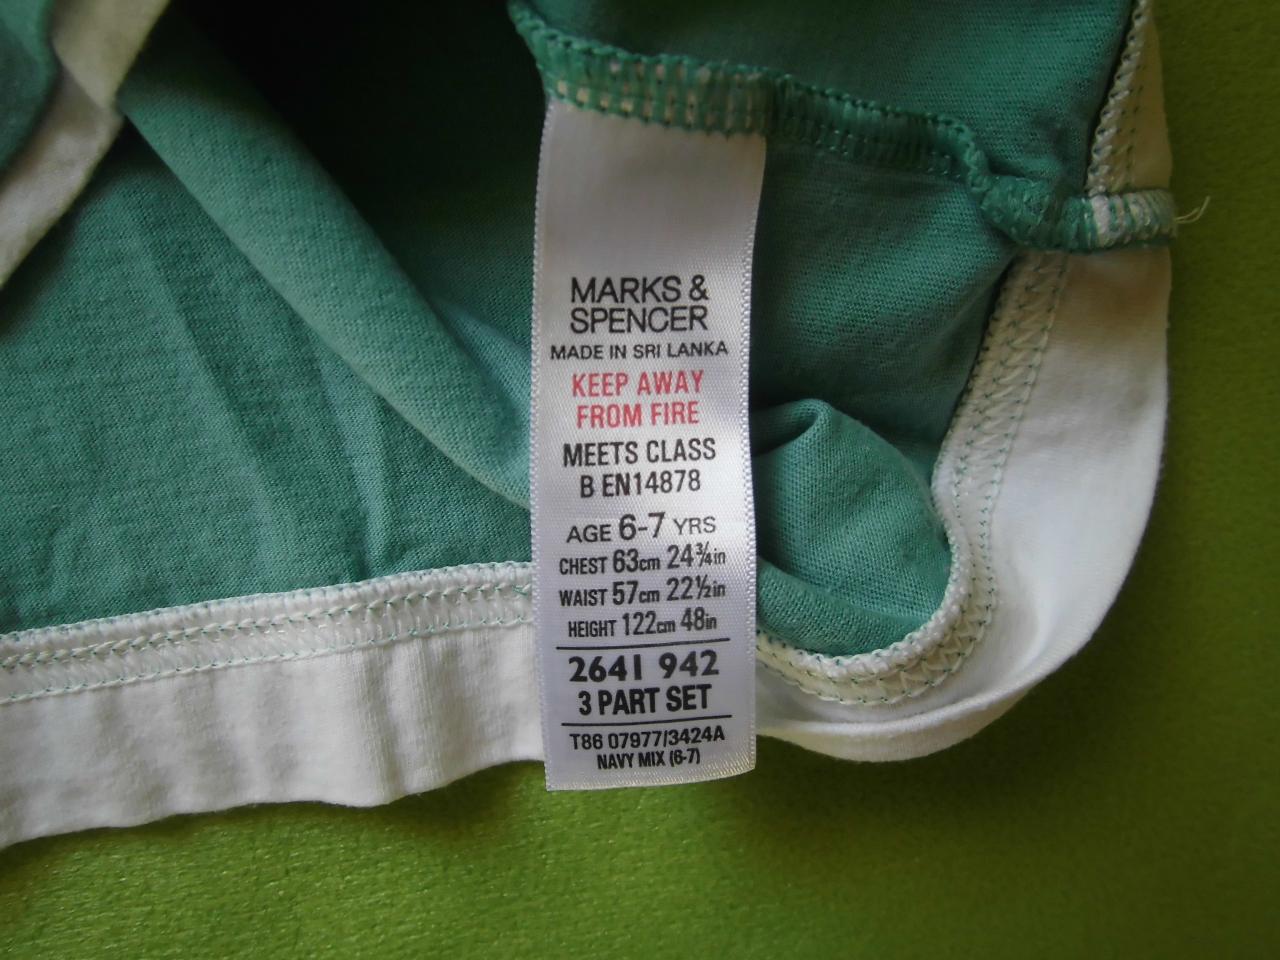 MARKS &
SPENCER
MADE IN SRI LANKA
KEEP AWAY
FROM FIRE
MEETS CLASS
B EN14878
AGE 6-7 YRS
CHEST 63cm 24¾in
WAIST 57cm 22½in
HEIGHT 122cm 48in
2641 942
3 PART SET
T86 07977/3424A
NAVY MIX (6-7)